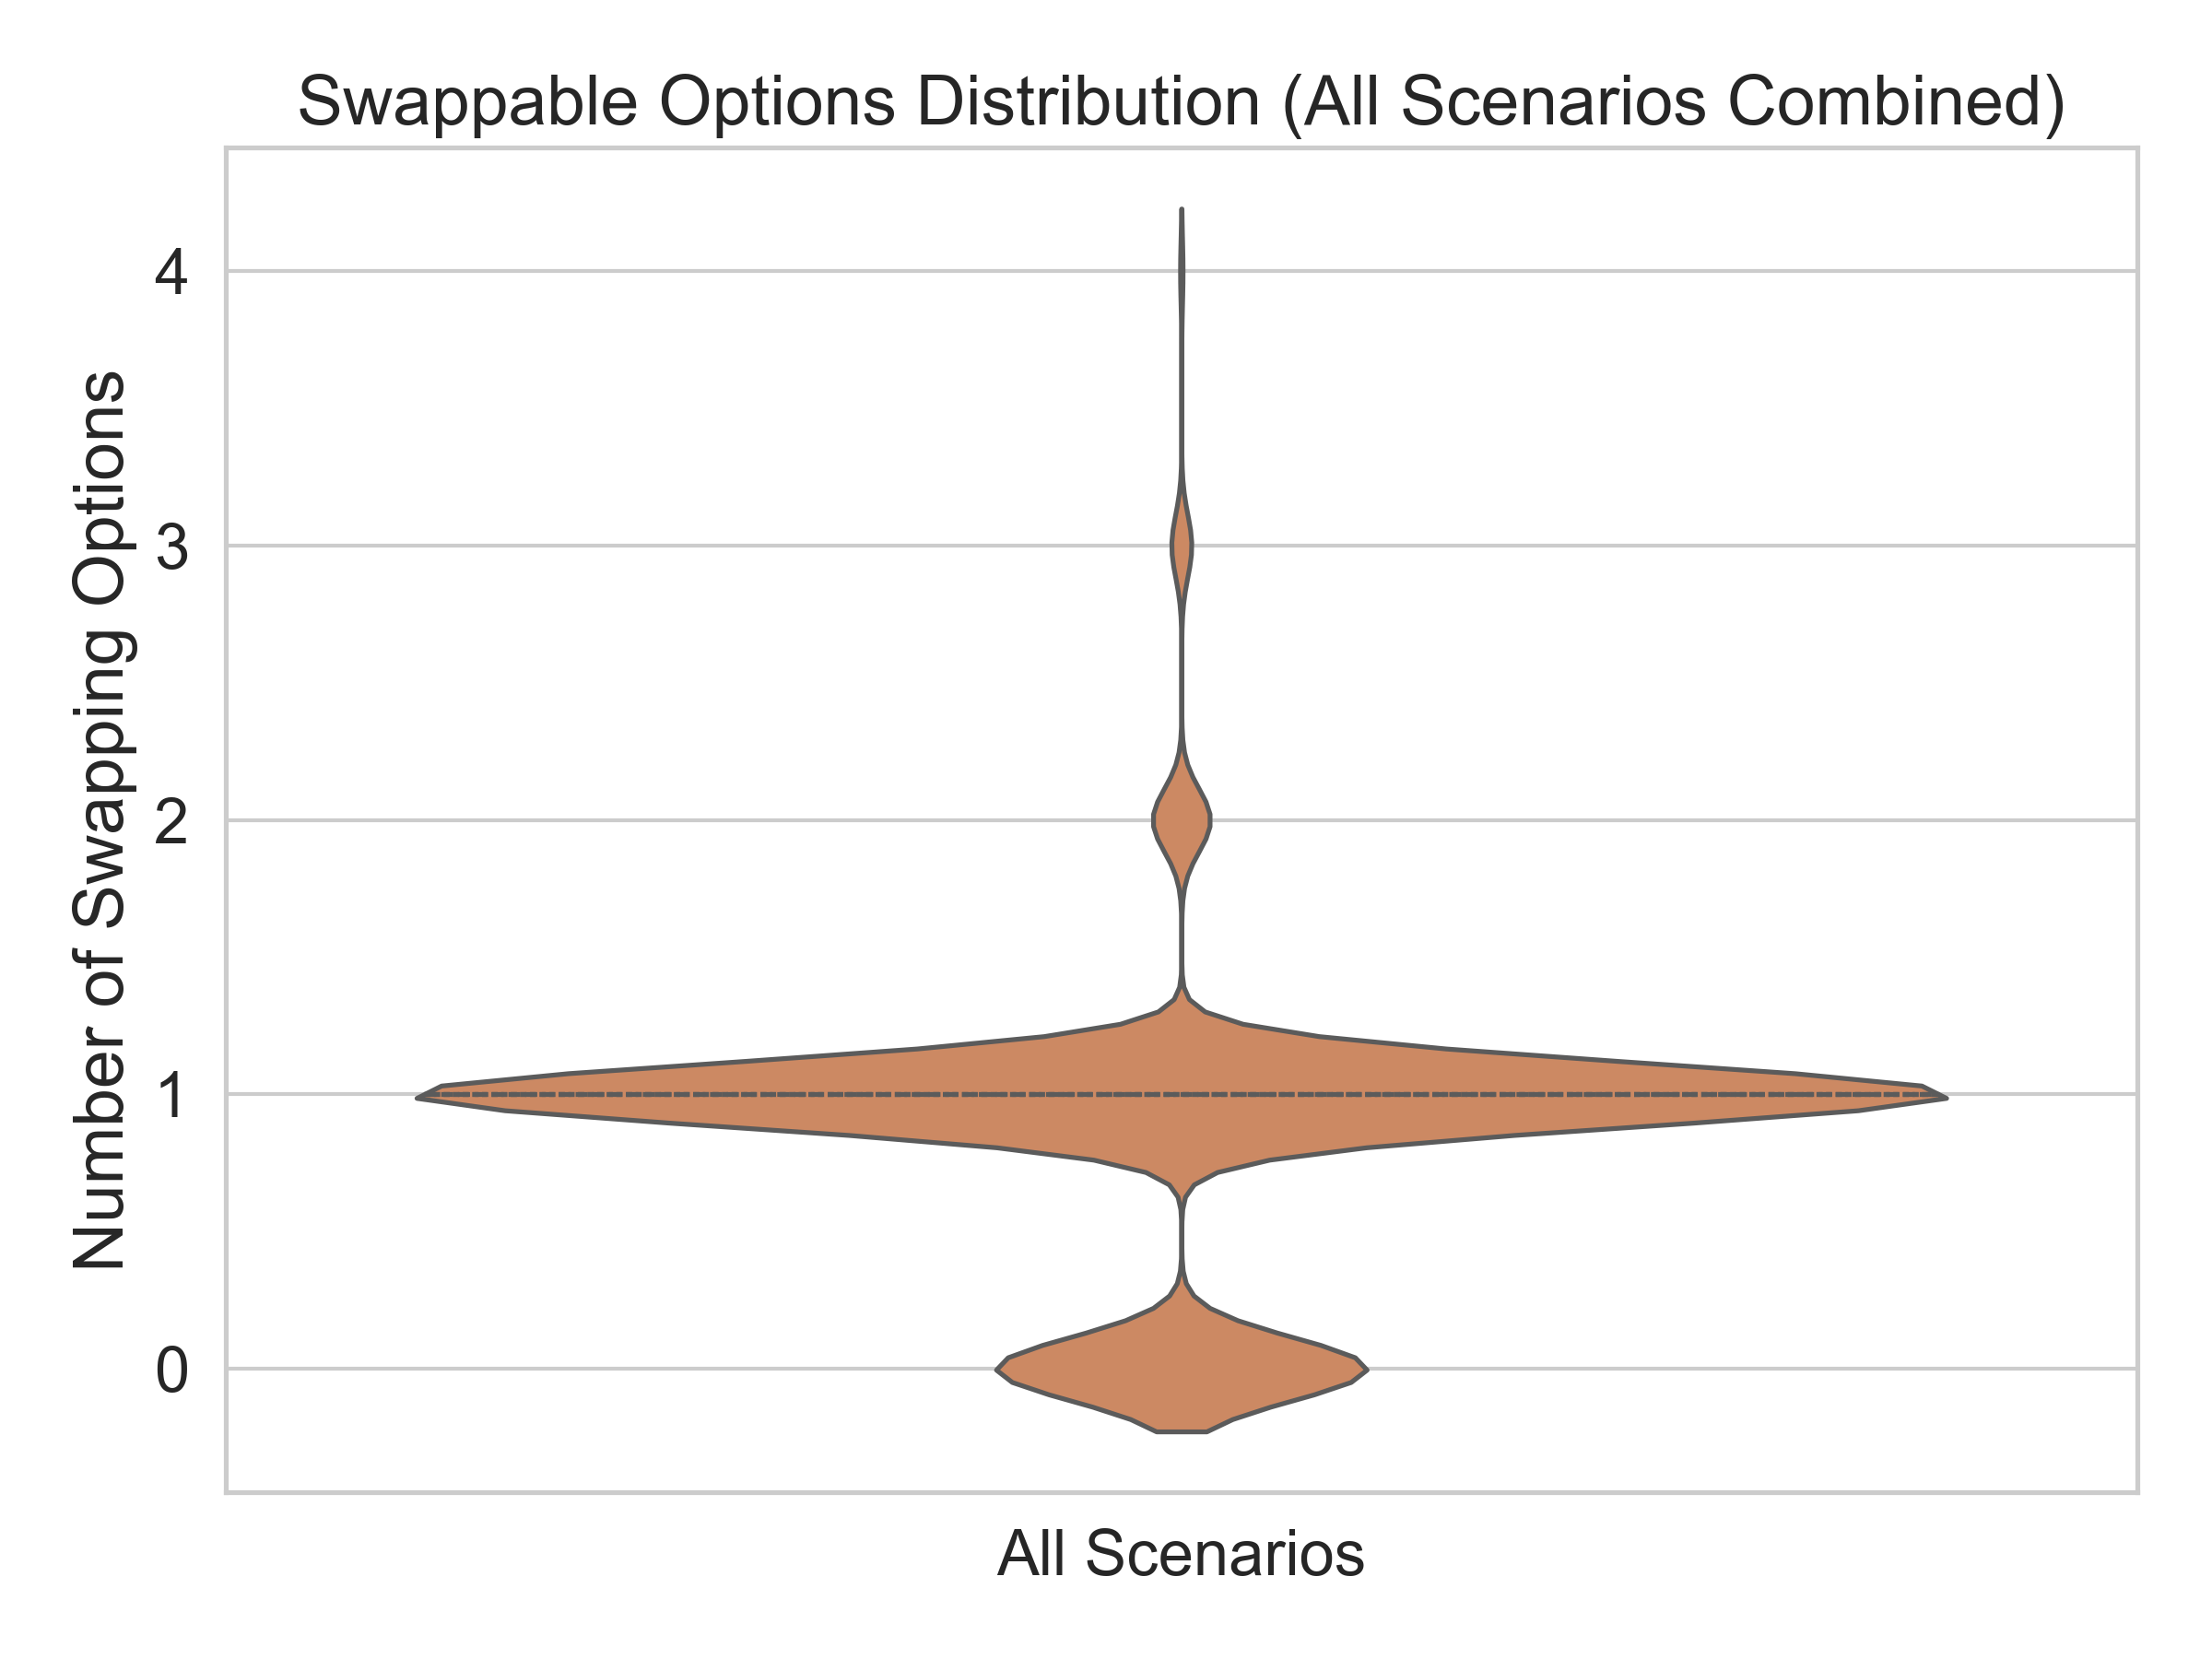 Swappable Options Distribution (All Scenarios Combined)
Number of Swapping Options
4
3
2
1
0
All Scenarios